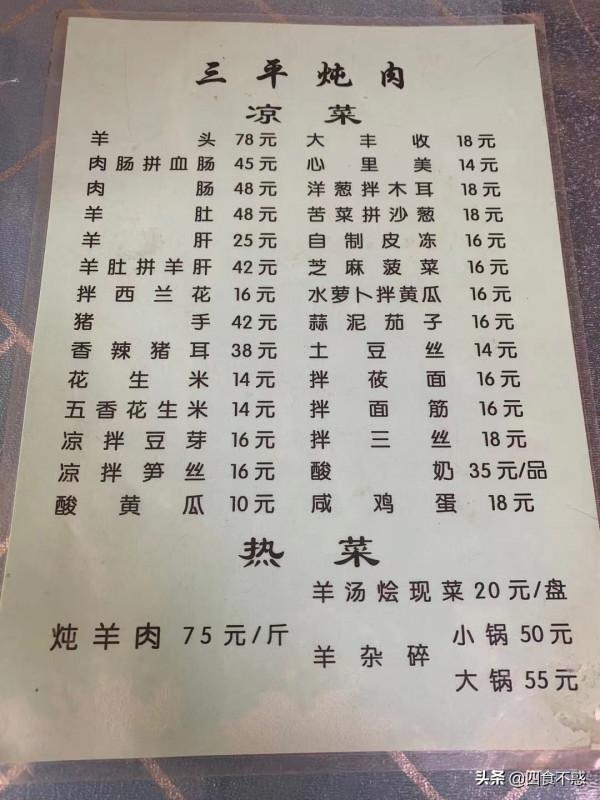 三平炖肉
凉菜
羊头 78元 大丰收 18元
肉肠拼血肠 45元 心里美 14元
肉肠 48元 洋葱拌木耳 18元
羊肚 48元 苦菜拼沙葱 18元
羊肝 25元 自制皮冻 16元
羊肚拼羊肝 42元 芝麻菠菜 16元
拌西兰花 16元 水萝卜拌黄瓜 16元
猪手 42元 蒜泥茄子 16元
香辣猪耳 38元 土豆丝 14元
花生米 14元 拌莜面 16元
五香花生米 14元 拌面筋 16元
凉拌豆芽 16元 拌三丝 18元
凉拌笋丝 16元 酸奶 35元/品
酸黄瓜 10元 咸鸡蛋 18元
热菜
羊汤烩现菜 20元/盘
炖羊肉 75元/斤
羊杂碎 小锅 50元
大锅 55元
头条 @四食不惑